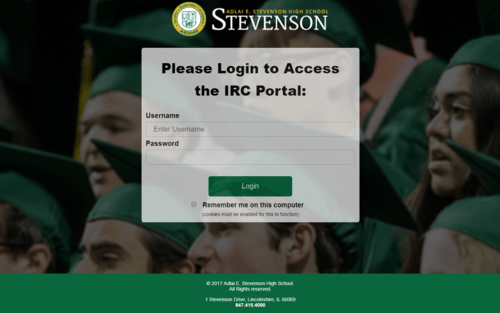 ADLAI E. STEVENSON HIGH SCHOOL
STEVENSON
Please Login to Access
the IRC Portal:
Username
Enter Username
Password
Login
Remember me on this computer
(cookies must be enabled for this to function)
© 2017 Adlai E. Stevenson High School
All Rights reserved.
1 Stevenson Drive, Lincolnshire, IL 60069
847.415.4000